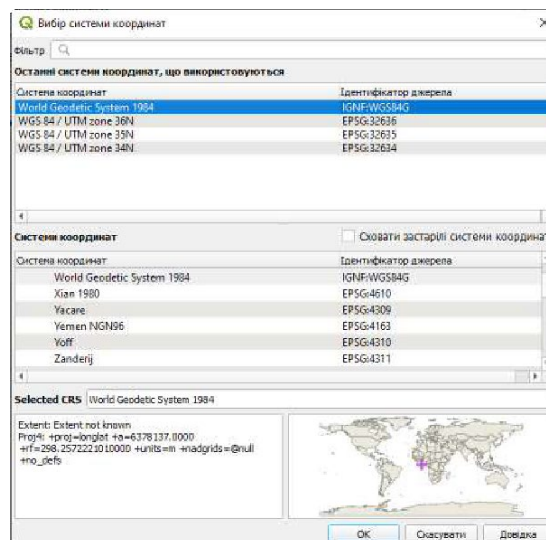 Вибір системи координат
Фільтр
Останні системи координат, що використовуються
Система координат Ідентифікатор джерела
World Geodetic System 1984 IGNF:WGS84G
WGS 84 / UTM zone 36N EPSG:32636
WGS 84 / UTM zone 35N EPSG:32635
WGS 84 / UTM zone 34N EPSG:32634
Системи координат Сховати застарілі системи координат
Система координат Ідентифікатор джерела
World Geodetic System 1984 IGNF:WGS84G
Xian 1980 EPSG:4610
Yacare EPSG:4309
Yemen NGN96 EPSG:4163
Yoff EPSG:4310
Zanderij EPSG:4311
Selected CRS World Geodetic System 1984
Extent: Extent not known
Proj4: +proj=longlat +a=6378137.0000
+rf=298.2572221010000 +units=m +nadgrids=@null
+no_defs
OK Скасувати Довідка